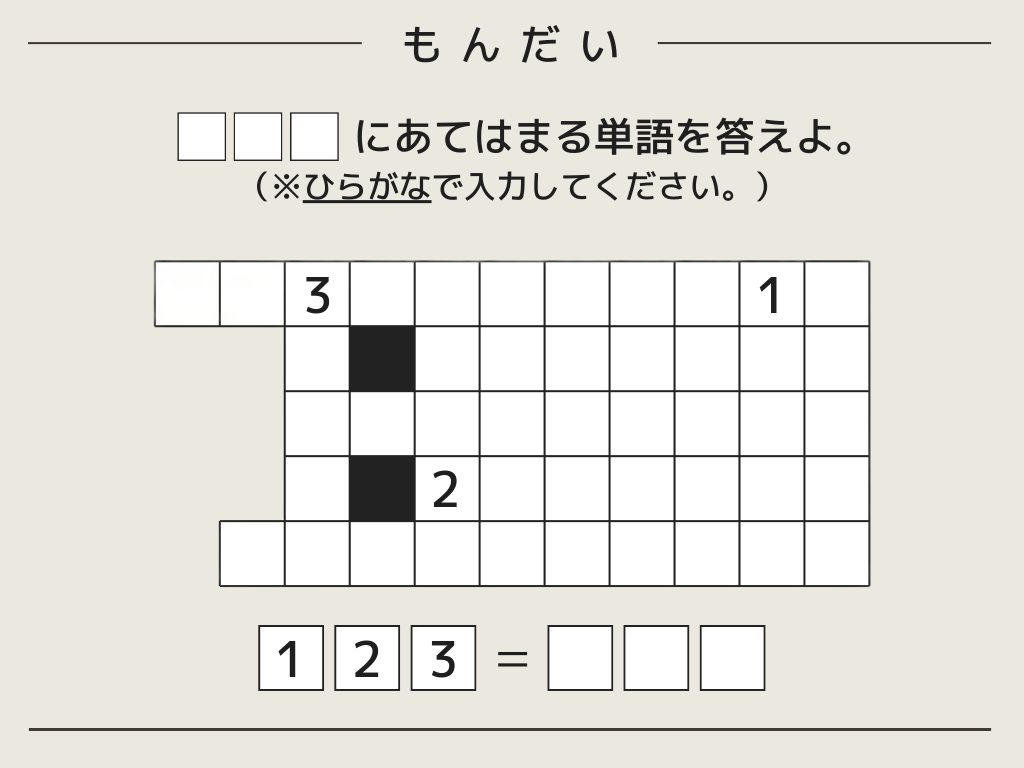 もんだい
にあてはまる単語を答えよ。
（※ひらがなで入力してください。）
3 1
2
1 2 3 =